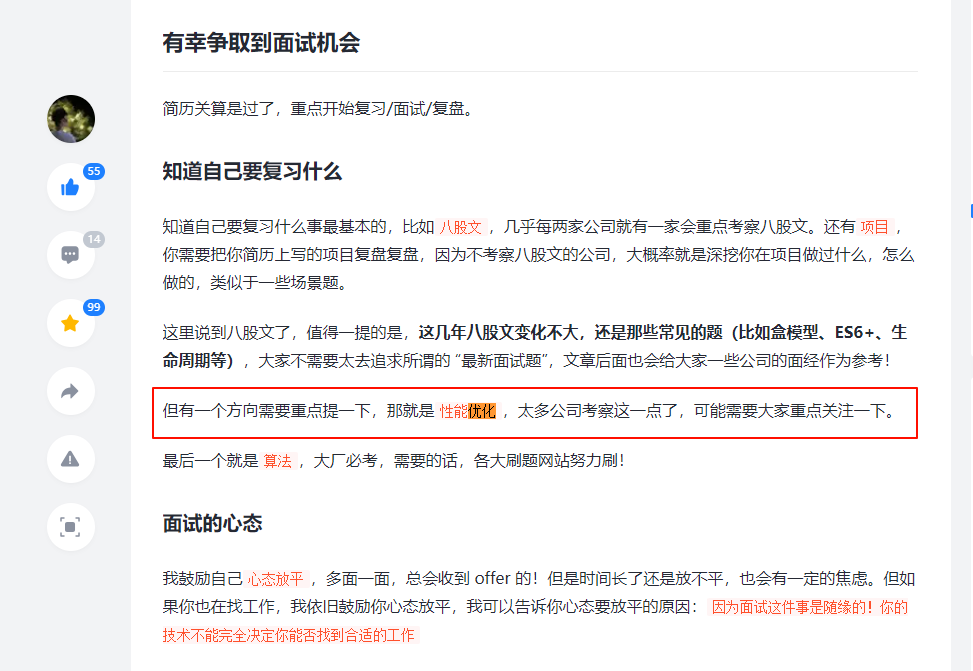 有幸争取到面试机会
简历关算是过了，重点开始复习/面试/复盘。
55
知道自己要复习什么
知道自己要复习什么事最基本的，比如 八股文 ，几乎每两家公司就有一家会重点考察八股文。还有 项目 ，
14
你需要把你简历上写的项目复盘复盘，因为不考察八股文的公司，大概率就是深挖你在项目做过什么，怎么
做的，类似于一些场景题。
99
这里说到八股文了，值得一提的是，这几年八股文变化不大，还是那些常见的题（比如盒模型、ES6+、生
命周期等），大家不需要太去追求所谓的 “最新面试题”，文章后面也会给大家一些公司的面经作为参考！
但有一个方向需要重点提一下，那就是 性能优化 ，太多公司考察这一点了，可能需要大家重点关注一下。
最后一个就是 算法 ，大厂必考，需要的话，各大刷题网站努力刷！
面试的心态
我鼓励自己 心态放平 ，多面一面，总会收到 offer 的！但是时间长了还是放不平，也会有一定的焦虑。但如
果你也在找工作，我依旧鼓励你心态放平，我可以告诉你心态要放平的原因： 因为面试这件事是随缘的！你的
技术不能完全决定你能否找到合适的工作